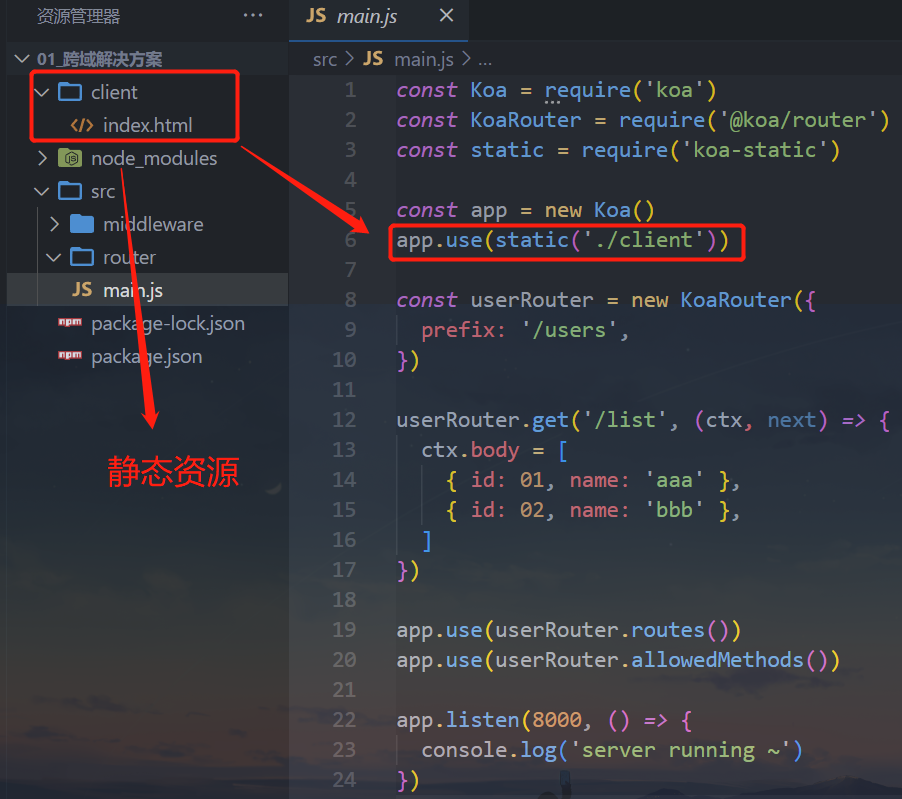 资源管理器 ···
01_跨域解决方案
client
index.html
node_modules
src
middleware
router
main.js
package-lock.json
package.json
静态资源
JS main.js ×
src > JS main.js > ...
1 const Koa = require('koa')
2 const KoaRouter = require('@koa/router')
3 const static = require('koa-static')
4
5 const app = new Koa()
6 app.use(static('./client'))
7
8 const userRouter = new KoaRouter({
9 prefix: '/users',
10 })
11
12 userRouter.get('/list', (ctx, next) => {
13 ctx.body = [
14 { id: 01, name: 'aaa' },
15 { id: 02, name: 'bbb' },
16 ]
17 })
18
19 app.use(userRouter.routes())
20 app.use(userRouter.allowedMethods())
21
22 app.listen(8000, () => {
23 console.log('server running ~')
24 })